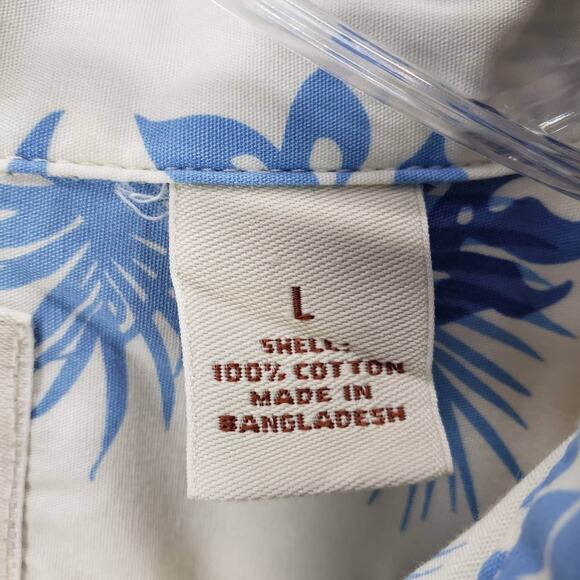 L
SHELL:
100% COTTON
MADE IN
BANGLADESH